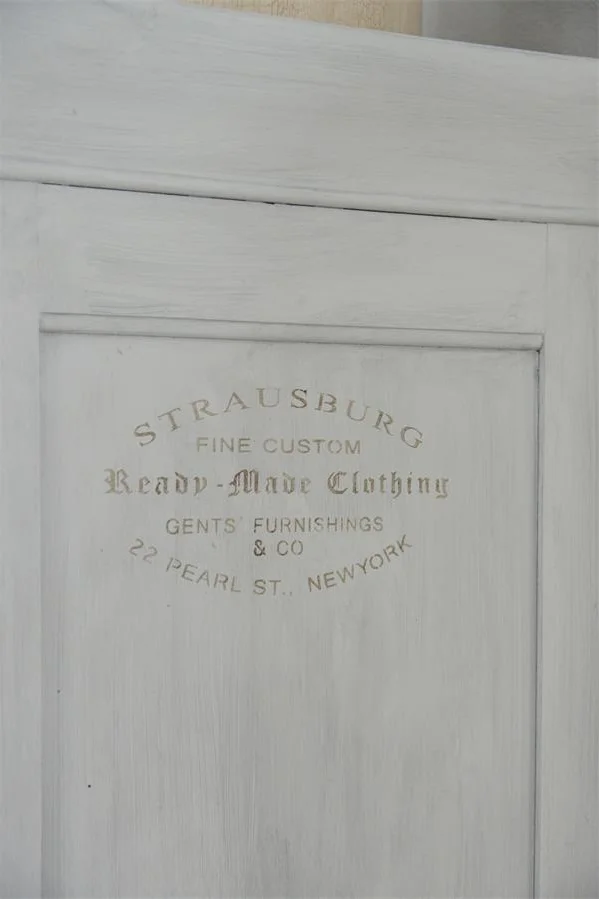 STRAUSBURG
FINE CUSTOM
Ready-Made Clothing
GENTS' FURNISHINGS
& CO
22 PEARL ST., NEWYORK